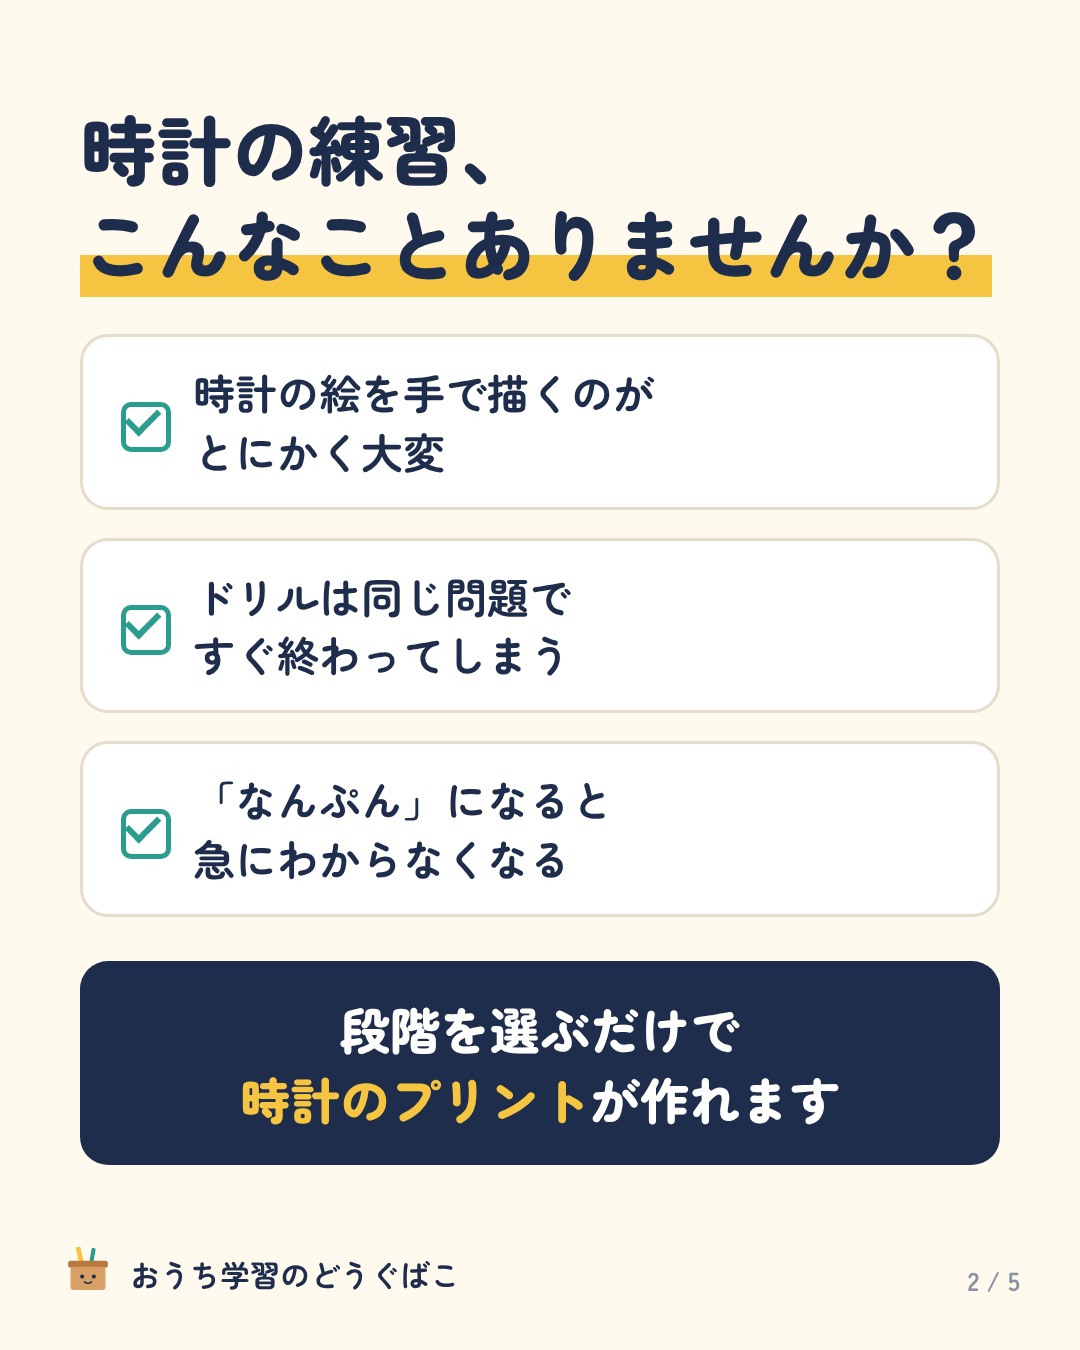 時計の練習、
こんなことありませんか？
時計の絵を手で描くのが
とにかく大変
ドリルは同じ問題で
すぐ終わってしまう
「なんぷん」になると
急にわからなくなる
段階を選ぶだけで
時計のプリントが作れます
おうち学習のどうぐばこ
2 / 5